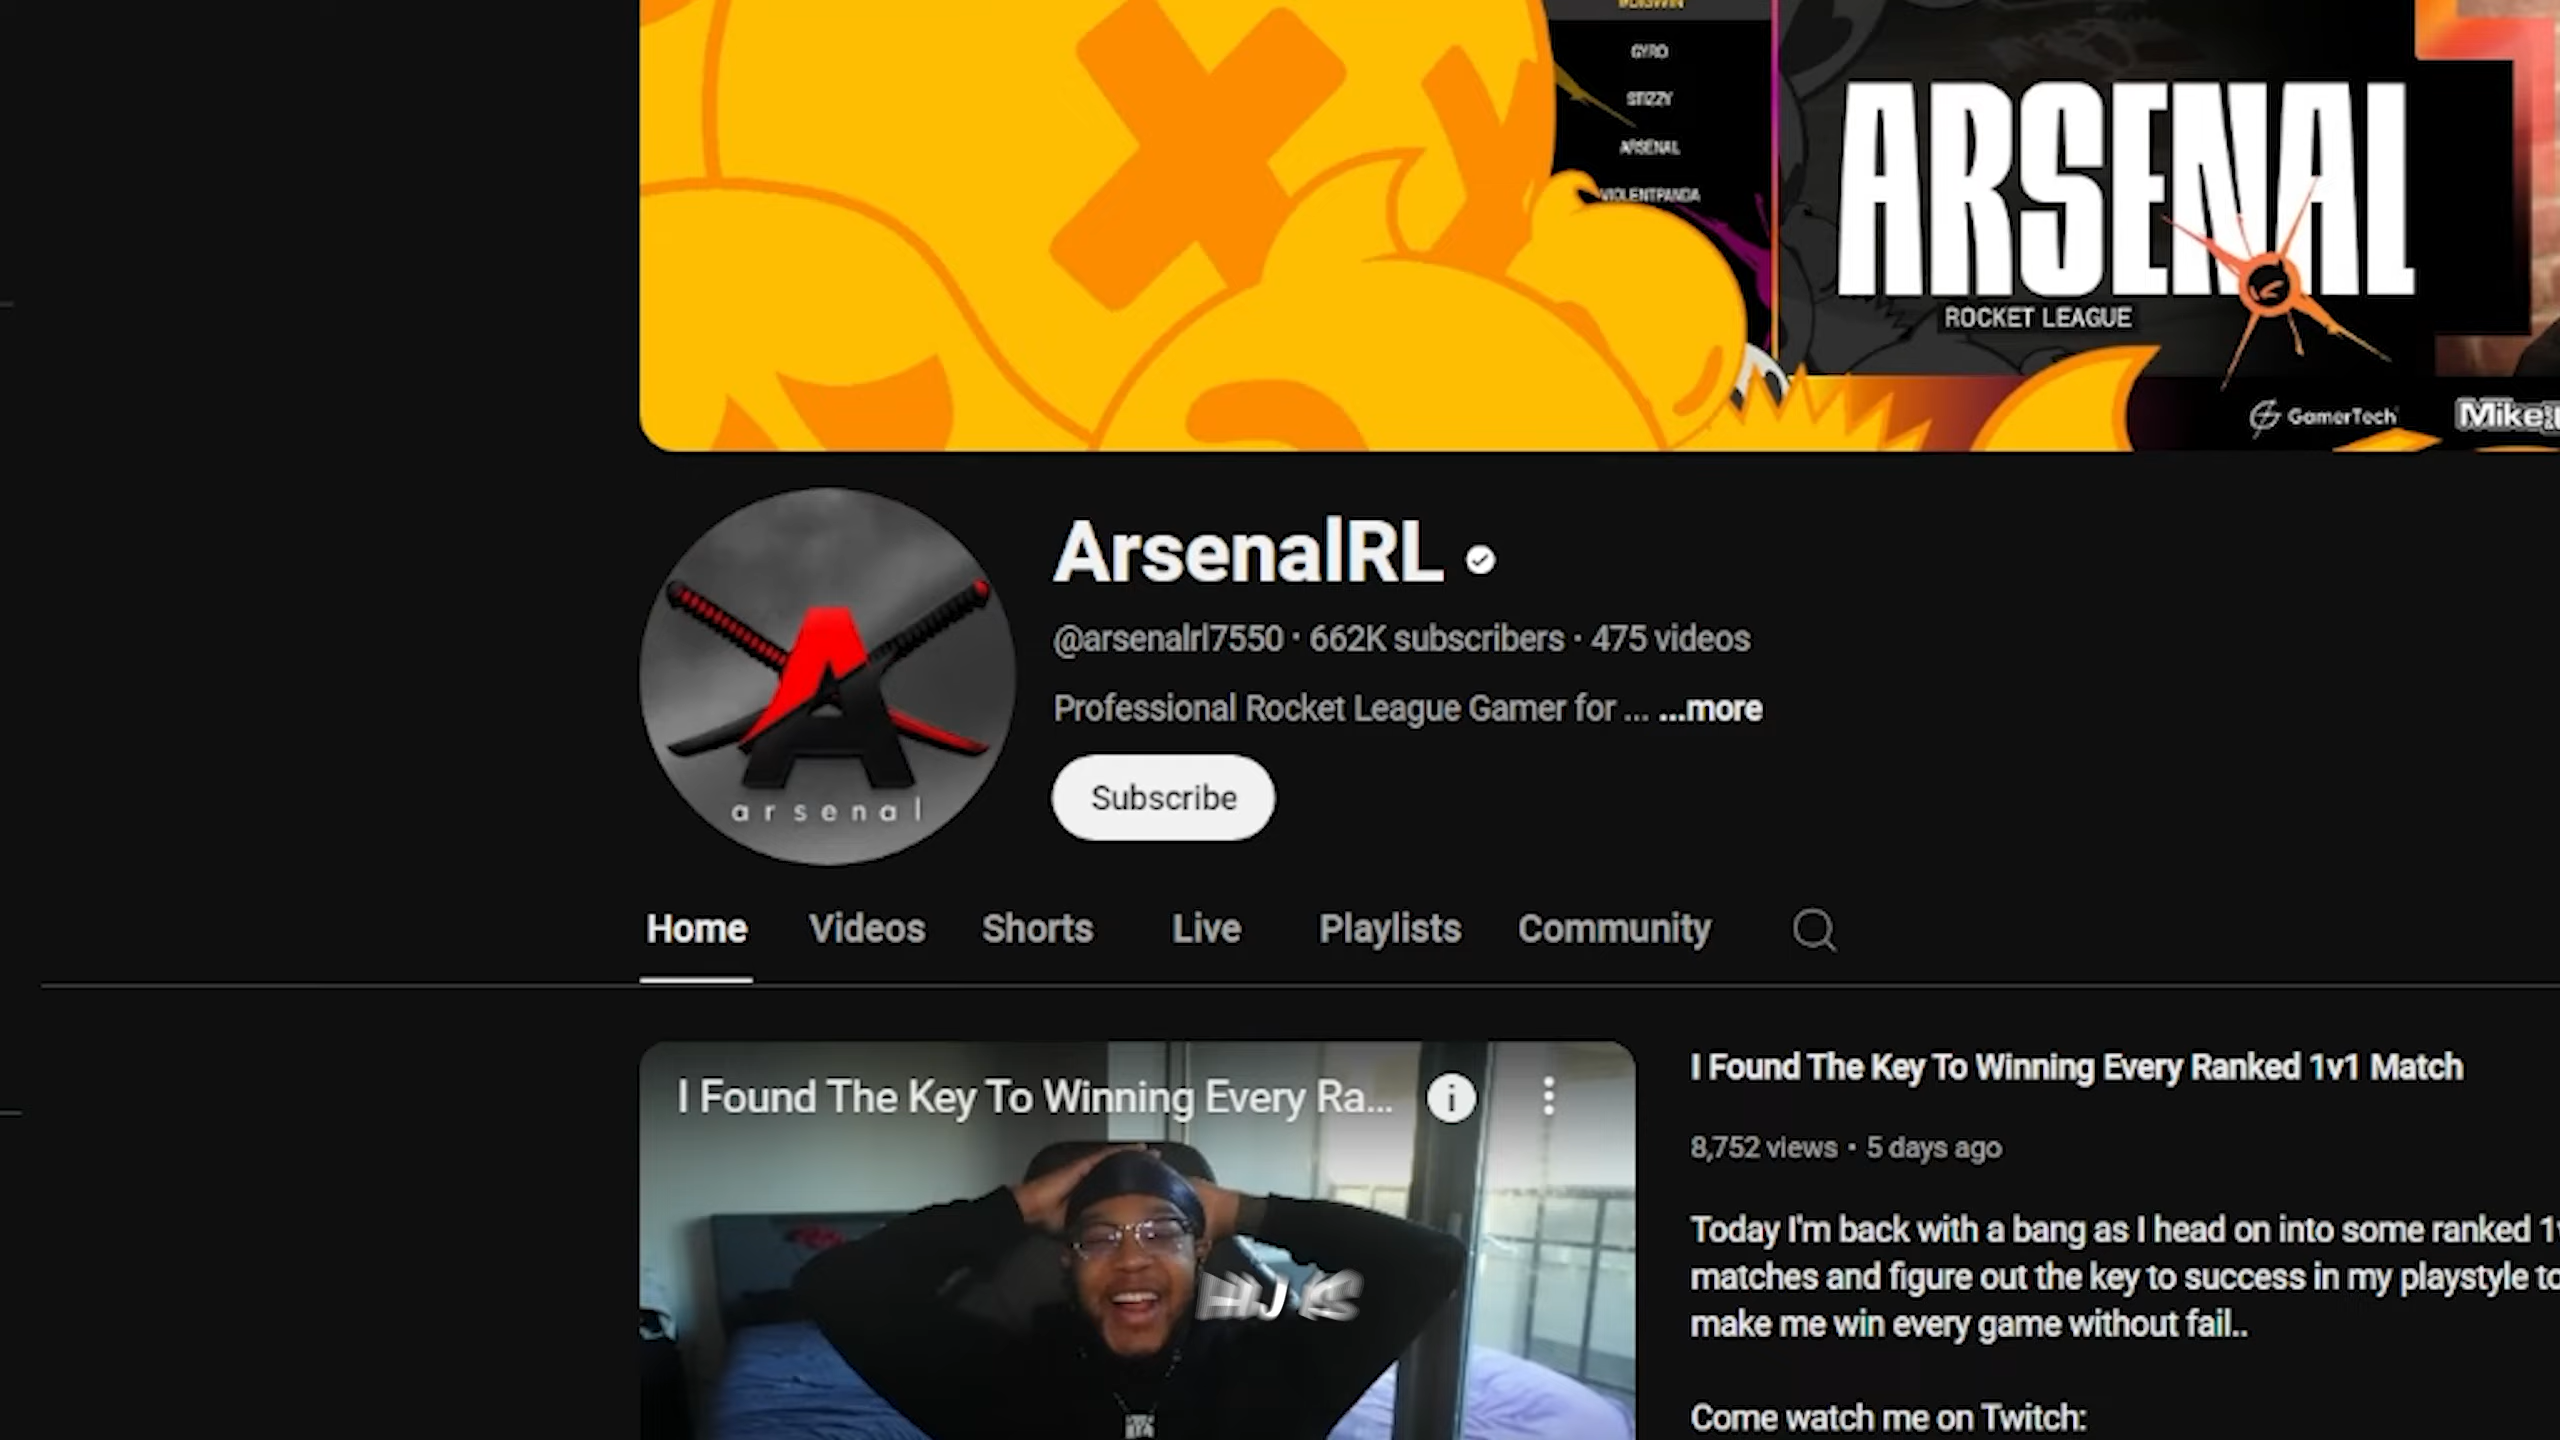 #BIGWIN
GYRO
STIZZY
ARSENAL
VIOLENTPANDA
ARSENAL
ROCKET LEAGUE
GamerTech
Mike
ArsenalRL
@arsenalrl7550 · 662K subscribers · 475 videos
Professional Rocket League Gamer for ... ...more
Subscribe
arsenal
Home Videos Shorts Live Playlists Community
I Found The Key To Winning Every Ra...
I Found The Key To Winning Every Ranked 1v1 Match
8,752 views · 5 days ago
Today I'm back with a bang as I head on into some ranked
matches and figure out the key to success in my playstyle to
make me win every game without fail..
Come watch me on Twitch: